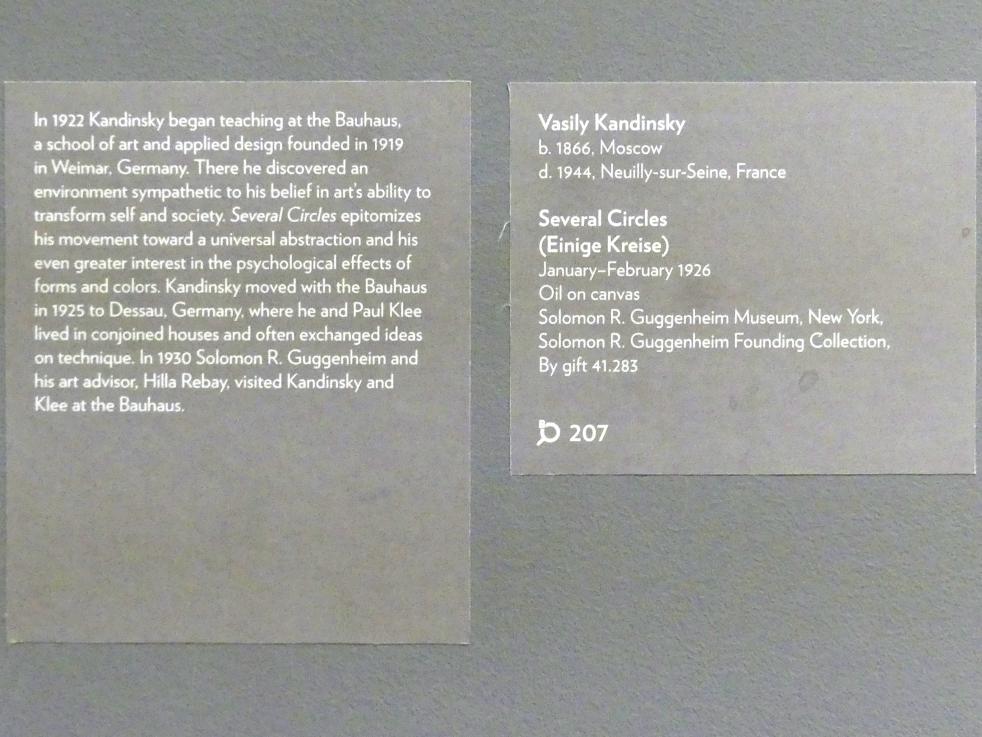 In 1922 Kandinsky began teaching at the Bauhaus,
a school of art and applied design founded in 1919
in Weimar, Germany. There he discovered an
environment sympathetic to his belief in art's ability to
transform self and society. Several Circles epitomizes
his movement toward a universal abstraction and his
even greater interest in the psychological effects of
forms and colors. Kandinsky moved with the Bauhaus
in 1925 to Dessau, Germany, where he and Paul Klee
lived in conjoined houses and often exchanged ideas
on technique. In 1930 Solomon R. Guggenheim and
his art advisor, Hilla Rebay, visited Kandinsky and
Klee at the Bauhaus.
Vasily Kandinsky
b. 1866, Moscow
d. 1944, Neuilly-sur-Seine, France
Several Circles
(Einige Kreise)
January–February 1926
Oil on canvas
Solomon R. Guggenheim Museum, New York,
Solomon R. Guggenheim Founding Collection,
By gift 41.283
207